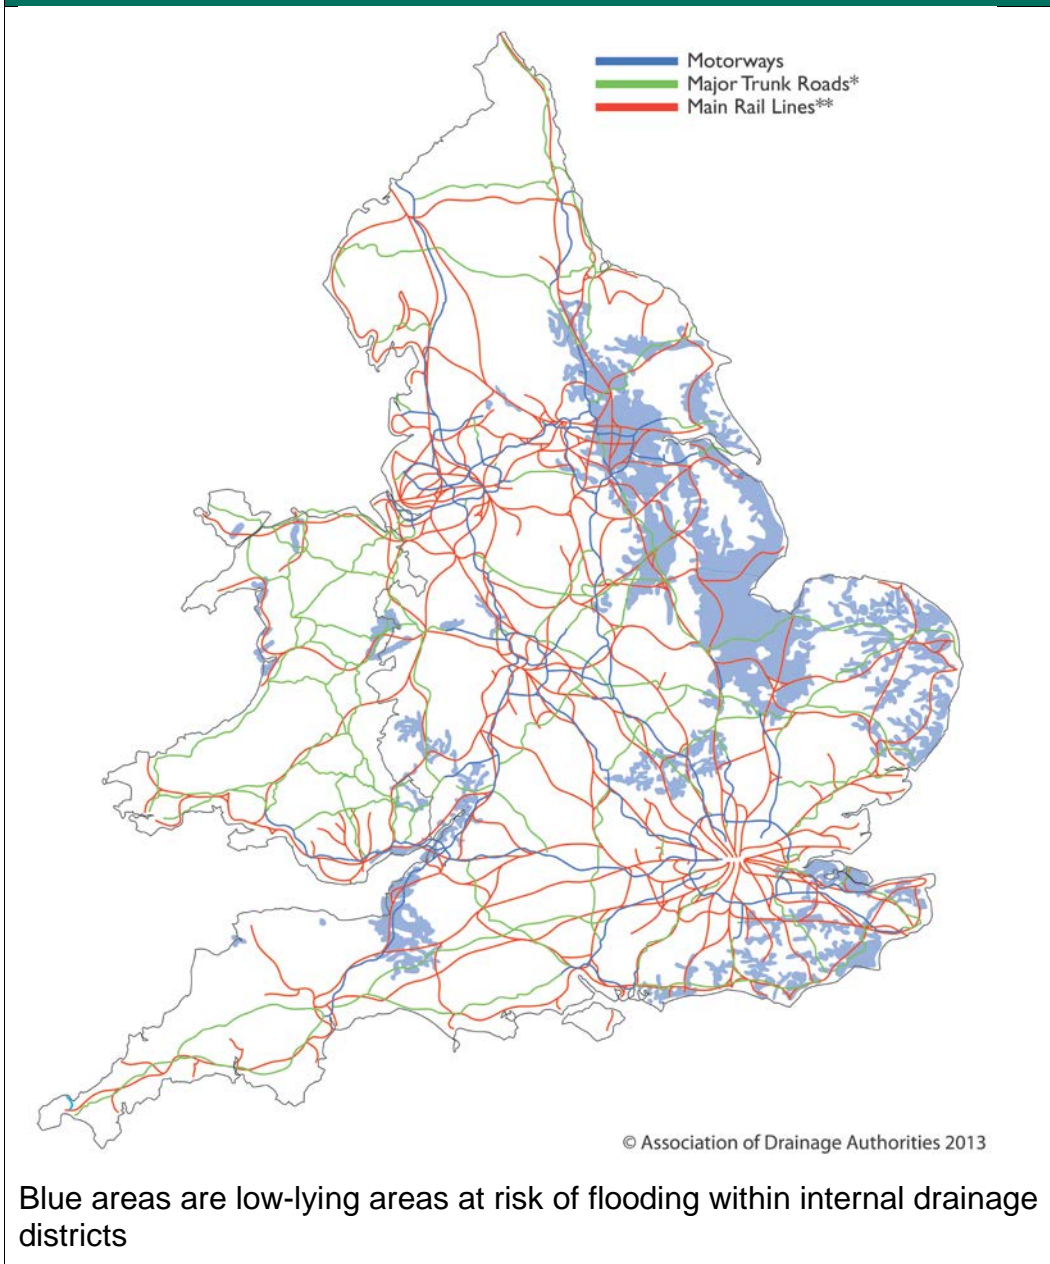 Motorways
Major Trunk Roads*
Main Rail Lines**
© Association of Drainage Authorities 2013
Blue areas are low-lying areas at risk of flooding within internal drainage
districts